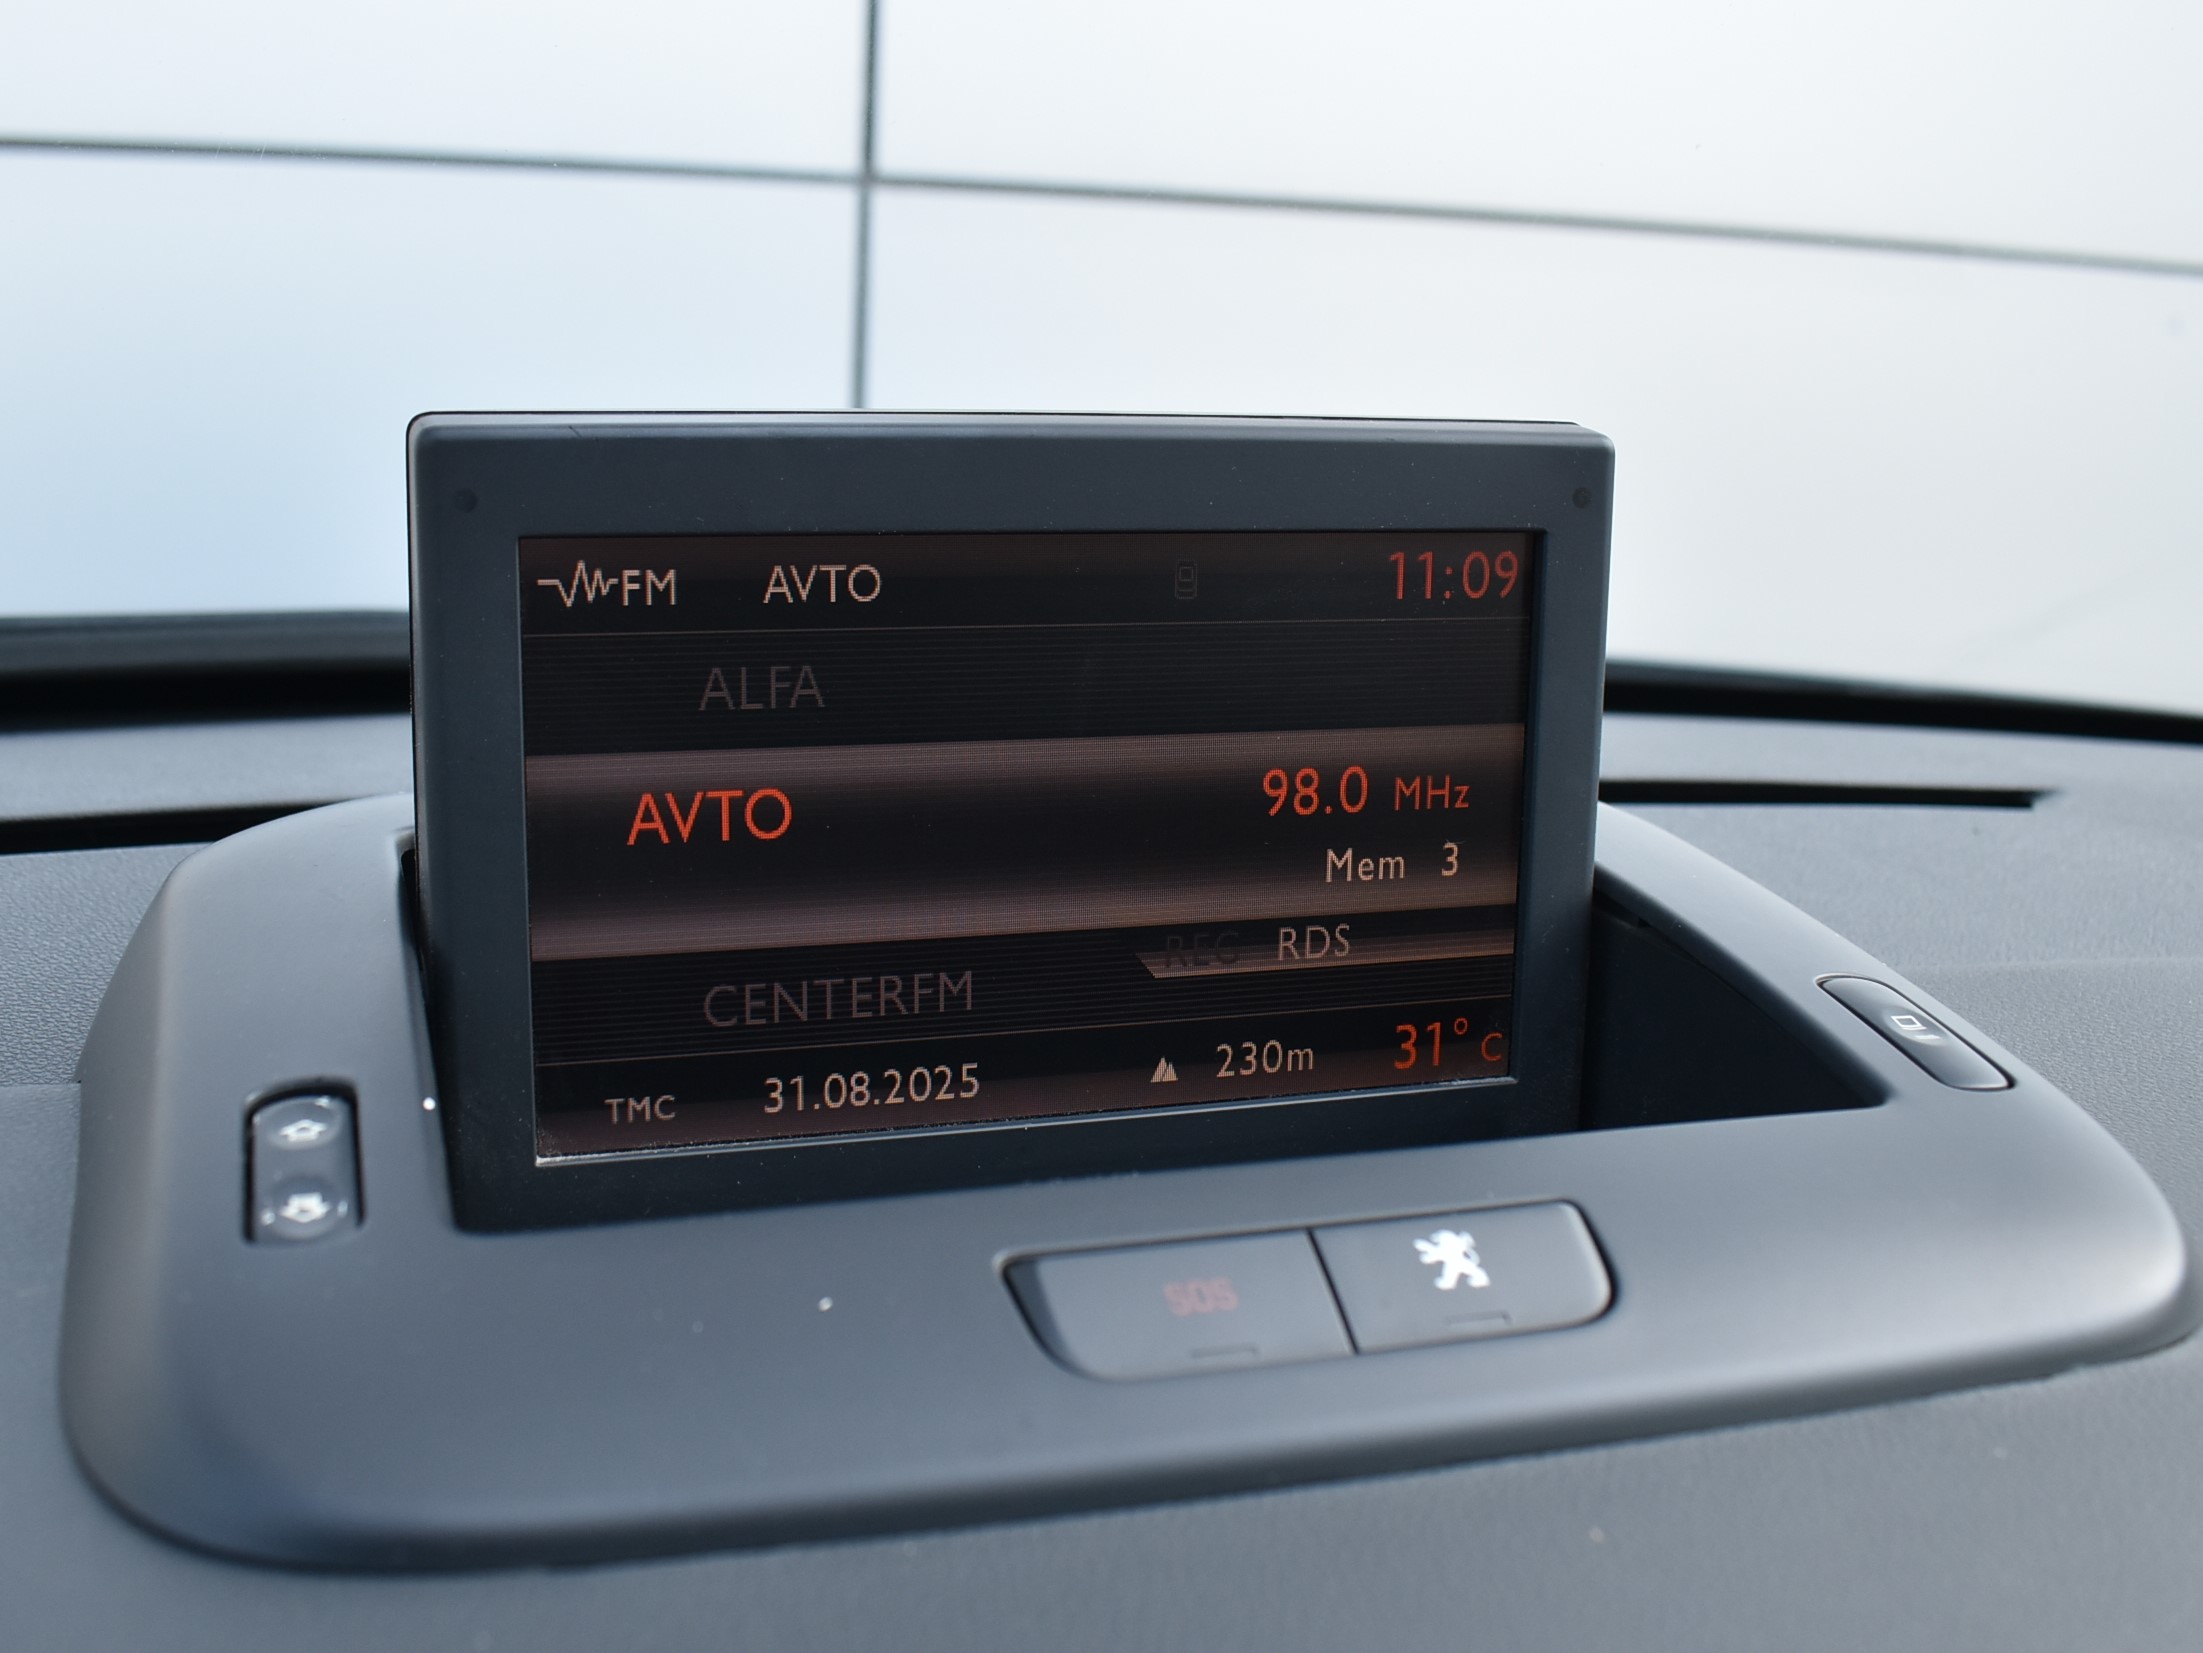 FM AVTO 11:09
ALFA
AVTO 98.0 MHz
Mem 3
REG RDS
CENTERFM
TMC 31.08.2025 230m 31° C
SOS